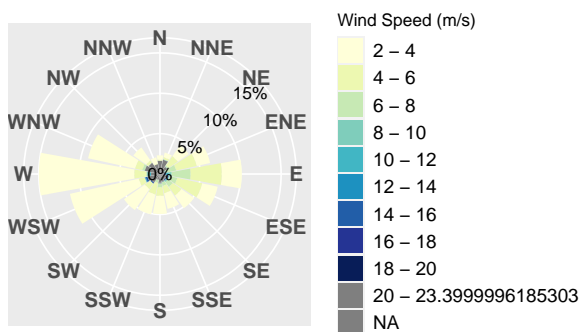 Wind Speed (m/s)
N
NNW
NNE
NW
NE
15%
WNW
10%
ENE
5%
W
0%
E
WSW
ESE
SW
SE
SSW
SSE
S
2 – 4
4 – 6
6 – 8
8 – 10
10 – 12
12 – 14
14 – 16
16 – 18
18 – 20
20 – 23.3999996185303
NA